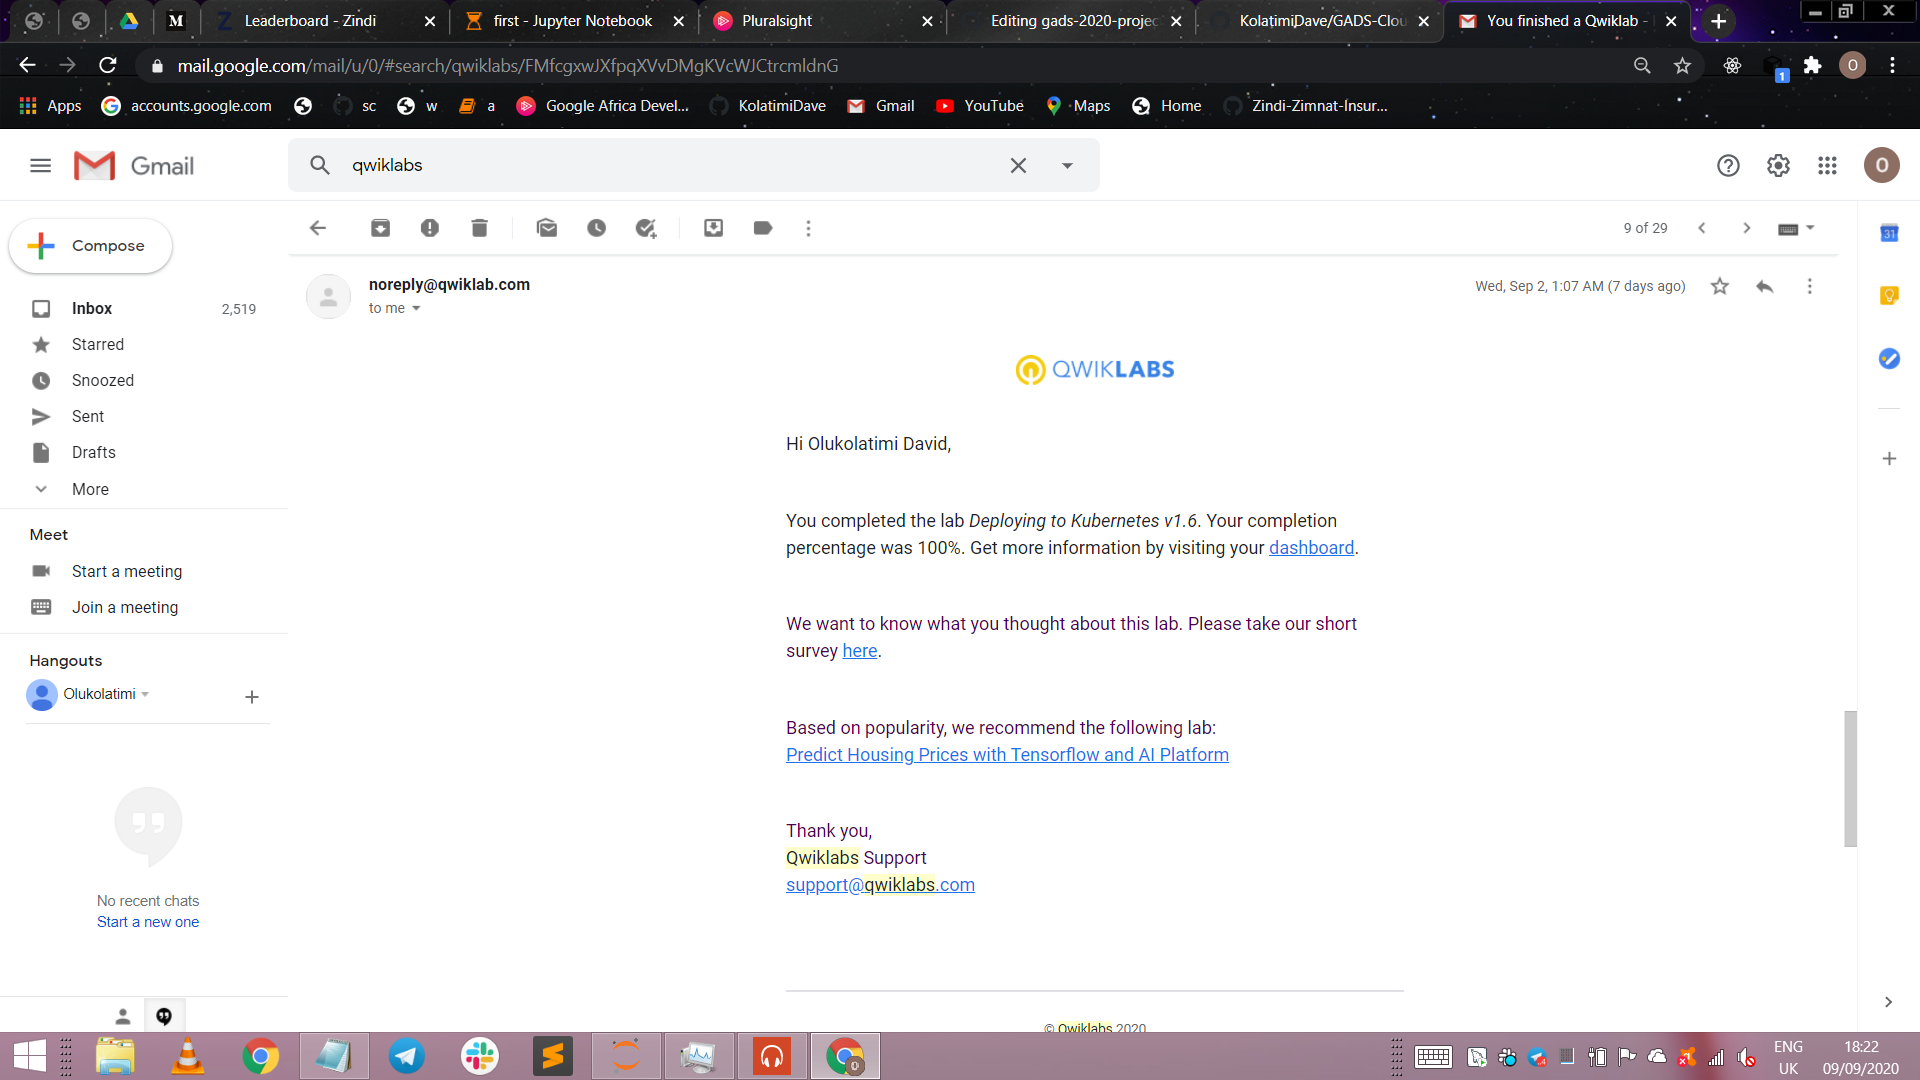 Leaderboard - Zindi
first - Jupyter Notebook
Pluralsight
Editing gads-2020-projec
KolatimiDave/GADS-Clou
You finished a Qwiklab -
mail.google.com/mail/u/0/#search/qwiklabs/FMfcgxwJXfpqXVvDMgKVcWJCtrcmldnG
O
1
Apps
accounts.google.com
sc
w
a
Google Africa Devel...
KolatimiDave
Gmail
YouTube
Maps
Home
Zindi-Zimnat-Insur...
Gmail
qwiklabs
O
Compose
9 of 29
31
Inbox 2,519
Starred
Snoozed
Sent
Drafts
More
Meet
Start a meeting
Join a meeting
Hangouts
Olukolatimi
No recent chats
Start a new one
noreply@qwiklab.com
to me
Wed, Sep 2, 1:07 AM (7 days ago)
QWIKLABS
Hi Olukolatimi David,
You completed the lab Deploying to Kubernetes v1.6. Your completion
percentage was 100%. Get more information by visiting your dashboard.
We want to know what you thought about this lab. Please take our short
survey here.
Based on popularity, we recommend the following lab:
Predict Housing Prices with Tensorflow and AI Platform
Thank you,
Qwiklabs Support
support@qwiklabs.com
© Qwiklabs 2020
ENG
UK
18:22
09/09/2020